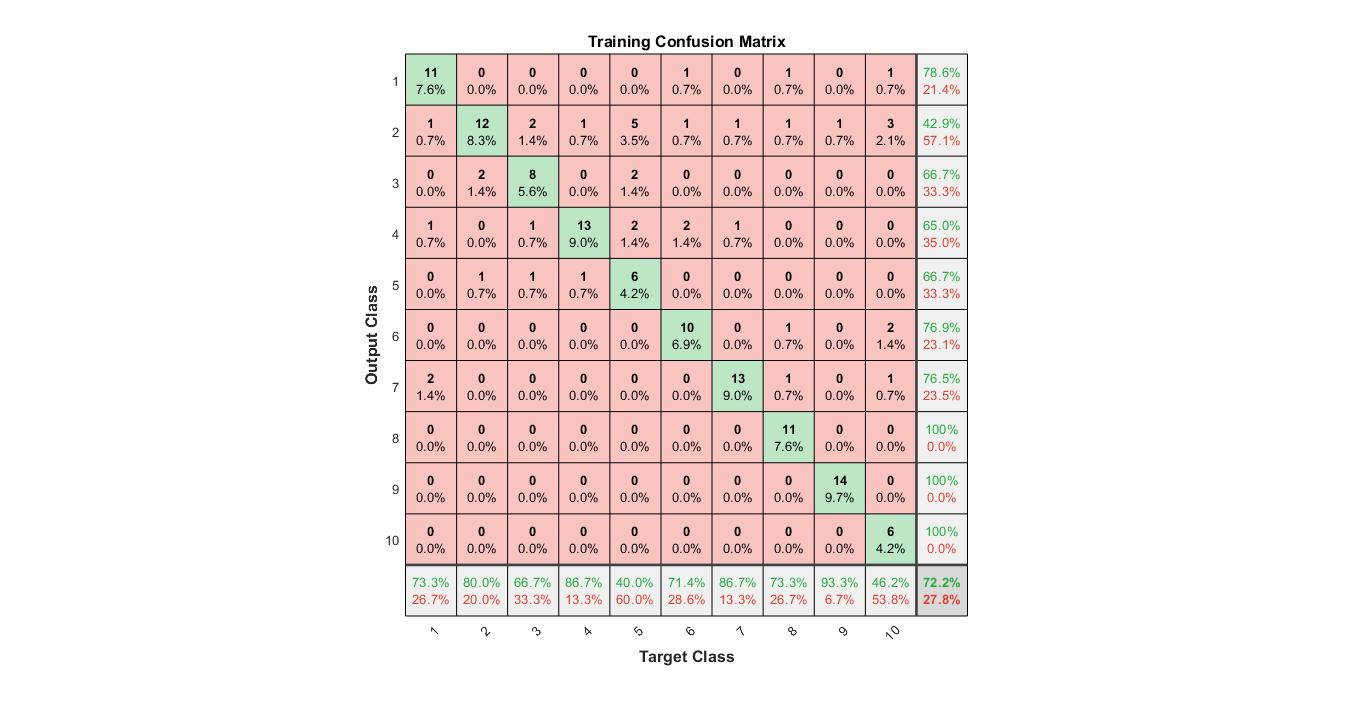 Training Confusion Matrix
1 11 0 0 0 0 1 0 1 0 1 78.6%
7.6% 0.0% 0.0% 0.0% 0.0% 0.7% 0.0% 0.7% 0.0% 0.7% 21.4%
2 1 12 2 1 5 1 1 1 1 3 42.9%
0.7% 8.3% 1.4% 0.7% 3.5% 0.7% 0.7% 0.7% 0.7% 2.1% 57.1%
3 0 2 8 0 2 0 0 0 0 0 66.7%
0.0% 1.4% 5.6% 0.0% 1.4% 0.0% 0.0% 0.0% 0.0% 0.0% 33.3%
4 1 0 1 13 2 2 1 0 0 0 65.0%
0.7% 0.0% 0.7% 9.0% 1.4% 1.4% 0.7% 0.0% 0.0% 0.0% 35.0%
5 0 1 1 1 6 0 0 0 0 0 66.7%
0.0% 0.7% 0.7% 0.7% 4.2% 0.0% 0.0% 0.0% 0.0% 0.0% 33.3%
6 0 0 0 0 0 10 0 1 0 2 76.9%
0.0% 0.0% 0.0% 0.0% 0.0% 6.9% 0.0% 0.7% 0.0% 1.4% 23.1%
7 2 0 0 0 0 0 13 1 0 1 76.5%
1.4% 0.0% 0.0% 0.0% 0.0% 0.0% 9.0% 0.7% 0.0% 0.7% 23.5%
8 0 0 0 0 0 0 0 11 0 0 100%
0.0% 0.0% 0.0% 0.0% 0.0% 0.0% 0.0% 7.6% 0.0% 0.0% 0.0%
9 0 0 0 0 0 0 0 0 14 0 100%
0.0% 0.0% 0.0% 0.0% 0.0% 0.0% 0.0% 0.0% 9.7% 0.0% 0.0%
10 0 0 0 0 0 0 0 0 0 6 100%
0.0% 0.0% 0.0% 0.0% 0.0% 0.0% 0.0% 0.0% 0.0% 4.2% 0.0%
73.3% 80.0% 66.7% 86.7% 40.0% 71.4% 86.7% 73.3% 93.3% 46.2% 72.2%
26.7% 20.0% 33.3% 13.3% 60.0% 28.6% 13.3% 26.7% 6.7% 53.8% 27.8%
1 2 3 4 5 6 7 8 9 10
Target Class
Output Class